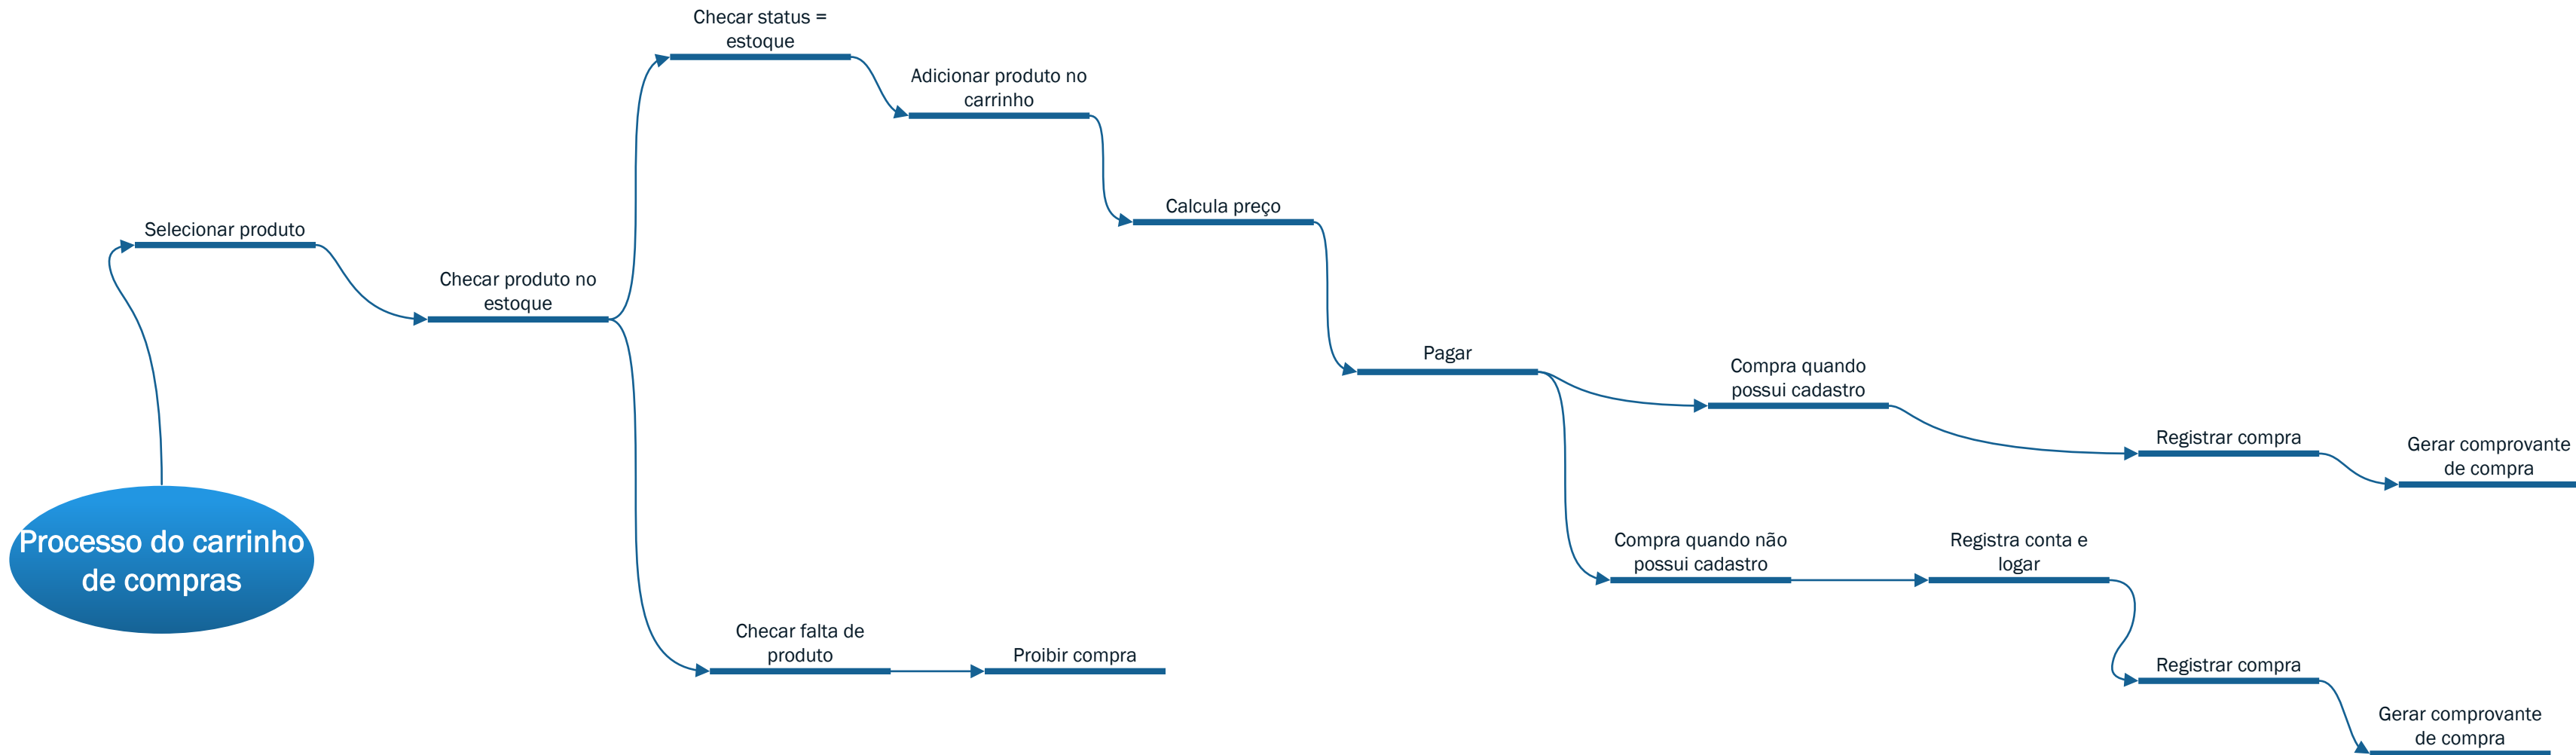 Checar status =
estoque
Adicionar produto no
carrinho
Calcula preço
Selecionar produto
Checar produto no
estoque
Pagar
Compra quando
possui cadastro
Registrar compra
Gerar comprovante
de compra
Processo do carrinho
de compras
Compra quando não
possui cadastro
Registra conta e
logar
Checar falta de
produto
Proibir compra
Registrar compra
Gerar comprovante
de compra